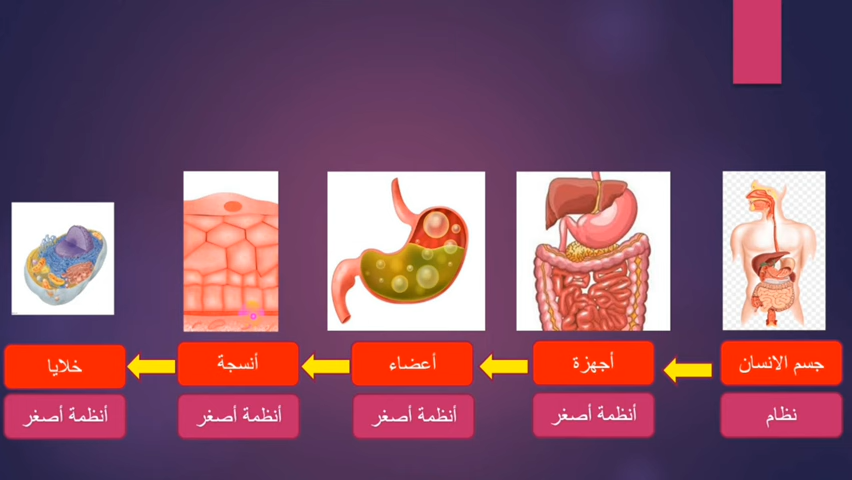 جسم الانسان
أجهزة
أعضاء
أنسجة
خلايا
نظام
أنظمة أصغر
أنظمة أصغر
أنظمة أصغر
أنظمة أصغر